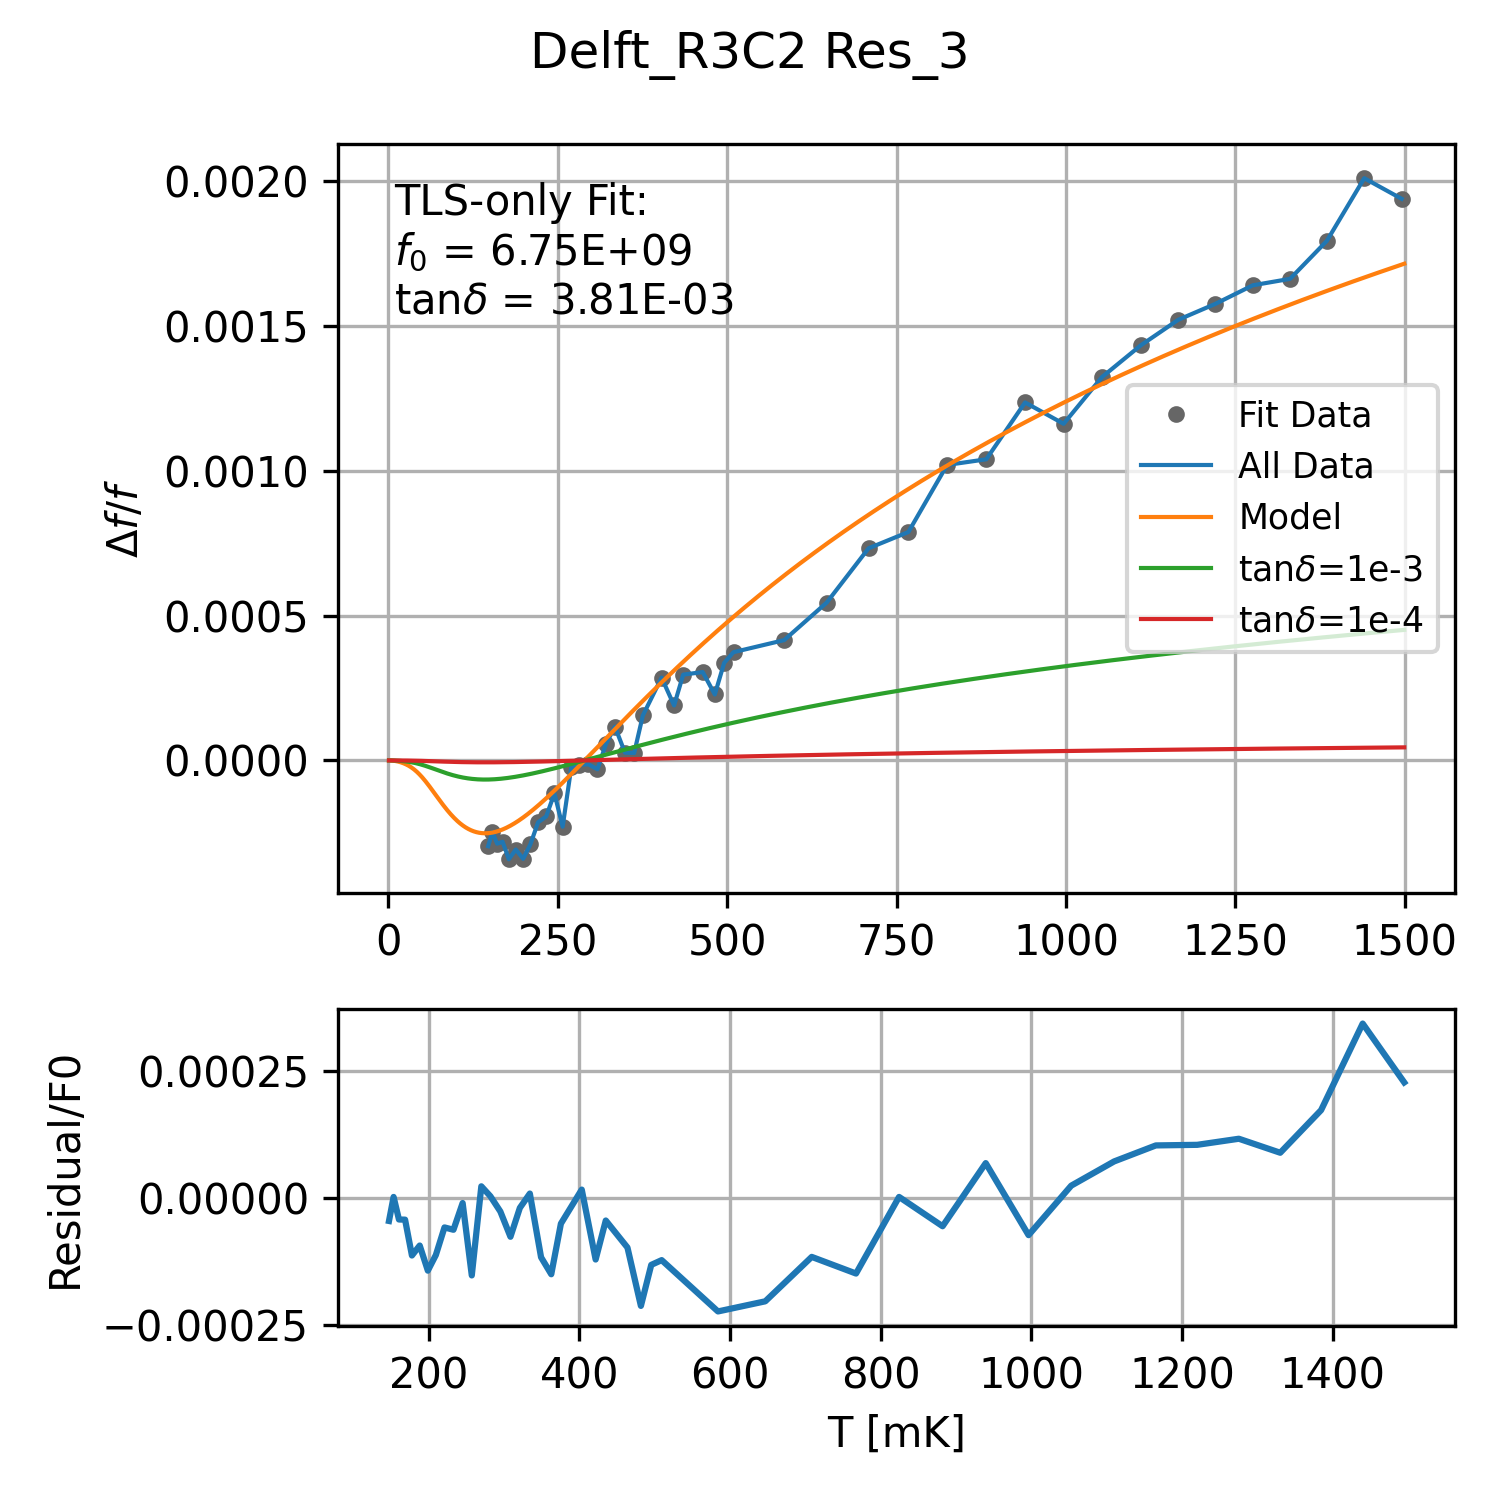 Delft_R3C2 Res_3
TLS-only Fit:
f0 = 6.75E+09
tanδ = 3.81E-03
Δf/f
0.0020
0.0015
0.0010
0.0005
0.0000
Fit Data
All Data
Model
tanδ=1e-3
tanδ=1e-4
0 250 500 750 1000 1250 1500
Residual/F0
0.00025
0.00000
−0.00025
200 400 600 800 1000 1200 1400
T [mK]